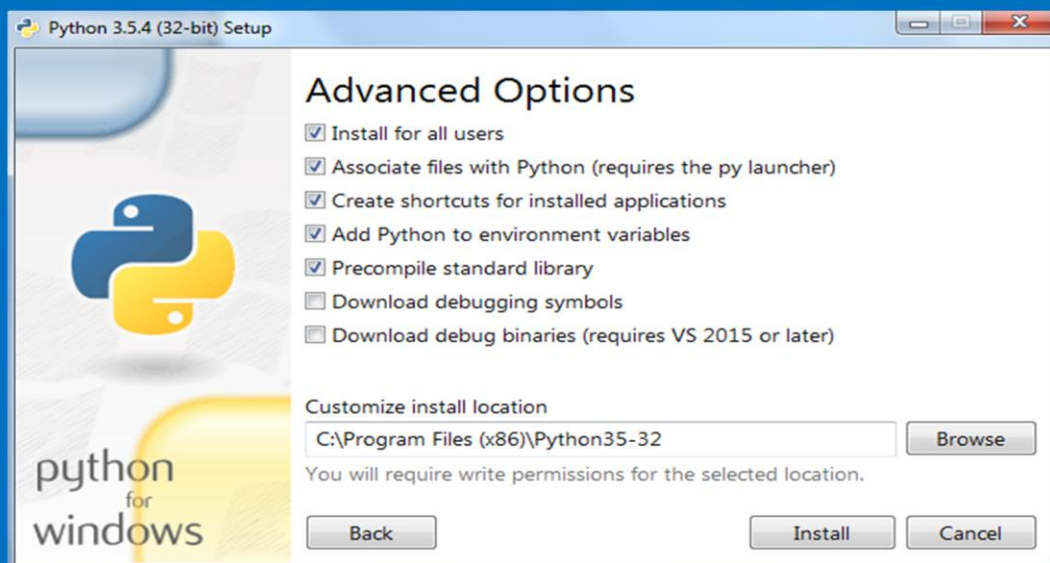 Python 3.5.4 (32-bit) Setup
Advanced Options
Install for all users
Associate files with Python (requires the py launcher)
Create shortcuts for installed applications
Add Python to environment variables
Precompile standard library
Download debugging symbols
Download debug binaries (requires VS 2015 or later)
Customize install location
C:\Program Files (x86)\Python35-32
Browse
You will require write permissions for the selected location.
python
for
windows
Back
Install
Cancel